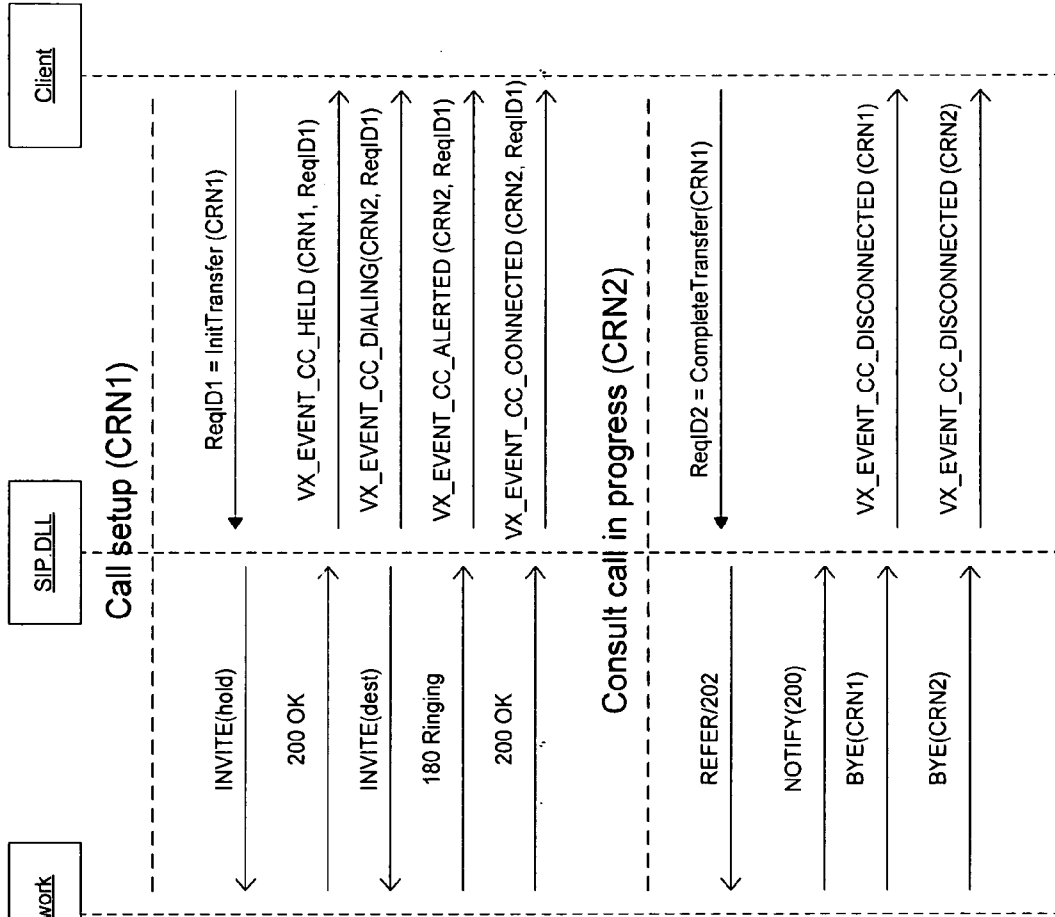 work
SIP.DLL
Client
Call setup (CRN1)
ReqID1 = InitTransfer (CRN1)
INVITE(hold)
200 OK
VX_EVENT_CC_HELD (CRN1, ReqID1)
INVITE(dest)
VX_EVENT_CC_DIALING(CRN2, ReqID1)
180 Ringing
VX_EVENT_CC_ALERTED (CRN2, ReqID1)
200 OK
VX_EVENT_CC_CONNECTED (CRN2, ReqID1)
Consult call in progress (CRN2)
ReqID2 = CompleteTransfer(CRN1)
REFER/202
NOTIFY(200)
BYE(CRN1)
VX_EVENT_CC_DISCONNECTED (CRN1)
BYE(CRN2)
VX_EVENT_CC_DISCONNECTED (CRN2)